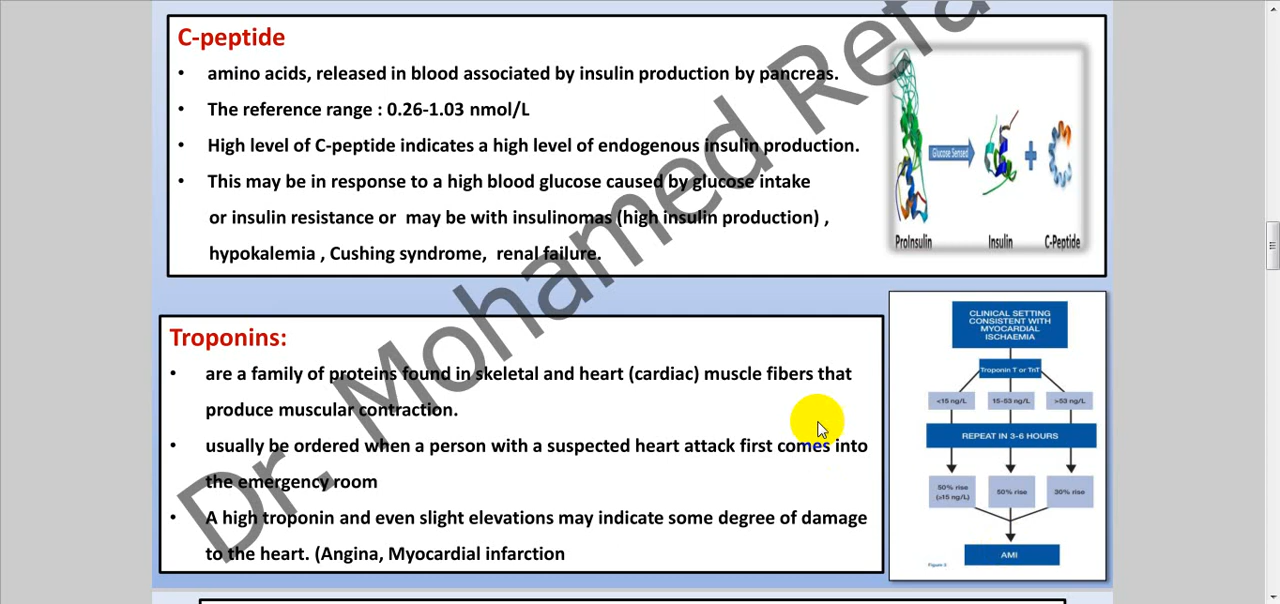 C-peptide
• amino acids, released in blood associated by insulin production by pancreas.
• The reference range : 0.26-1.03 nmol/L
• High level of C-peptide indicates a high level of endogenous insulin production.
• This may be in response to a high blood glucose caused by glucose intake
or insulin resistance or may be with insulinomas (high insulin production) ,
hypokalemia , Cushing syndrome, renal failure.
Glucose Sensed
ProInsulin Insulin C-Peptide
Troponins:
• are a family of proteins found in skeletal and heart (cardiac) muscle fibers that
produce muscular contraction.
• usually be ordered when a person with a suspected heart attack first comes into
the emergency room
• A high troponin and even slight elevations may indicate some degree of damage
to the heart. (Angina, Myocardial infarction
CLINICAL SETTING
CONSISTENT WITH
MYOCARDIAL
ISCHAEMIA
Troponin T or TnT
<15 ng/L 15-53 ng/L >53 ng/L
REPEAT IN 3-6 HOURS
50% rise
(>15 ng/L)
50% rise
30% rise
AMI
Dr. Mohamed Refa